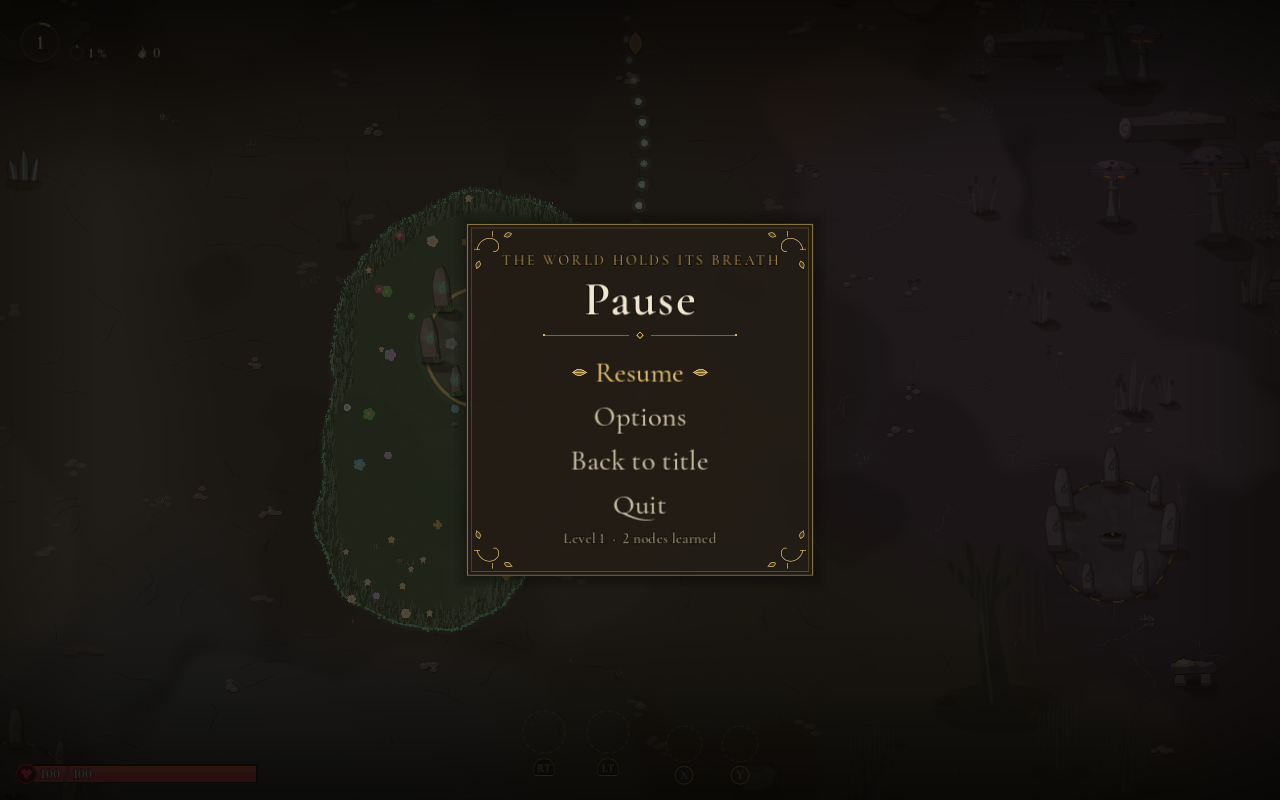 1
1%
0
THE WORLD HOLDS ITS BREATH
Pause
Resume
Options
Back to title
Quit
Level 1 · 2 nodes learned
100 / 100
RT
LT
X
Y